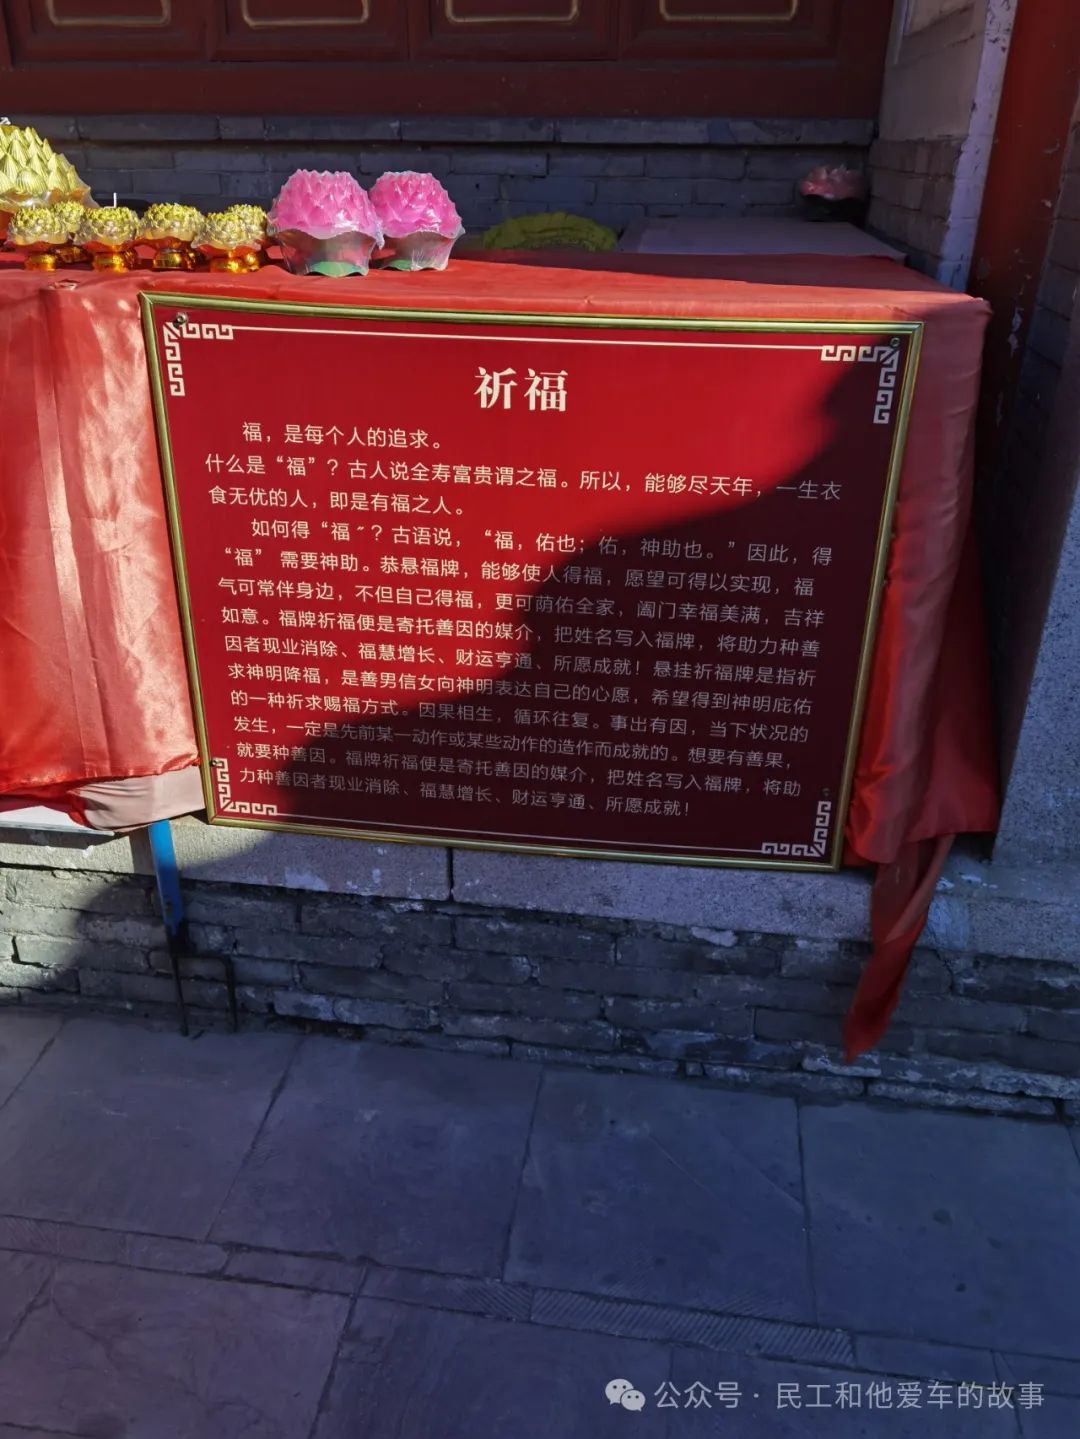 祈福
福，是每个人的追求。
什么是“福”？古人说全寿富贵谓之福。所以，能够尽天年，一生衣
食无优的人，即是有福之人。
如何得“福〞？古语说，“福，佑也；佑，神助也。”因此，得
“福” 需要神助。恭悬福牌，能够使人得福，愿望可得以实现，福
气可常伴身边，不但自己得福，更可荫佑全家，阖门幸福美满，吉祥
如意。福牌祈福便是寄托善因的媒介，把姓名写入福牌，将助力种善
因者现业消除、福慧增长、财运亨通、所愿成就！悬挂祈福牌是指祈
求神明降福，是善男信女向神明表达自己的心愿，希望得到神明庇佑
的一种祈求赐福方式。因果相生，循环往复。事出有因，当下状况的
发生，一定是先前某一动作或某些动作的造作而成就的。想要有善果，
就要种善因。福牌祈福便是寄托善因的媒介，把姓名写入福牌，将助
力种善因者现业消除、福慧增长、财运亨通、所愿成就！
公众号·民工和他爱车的故事